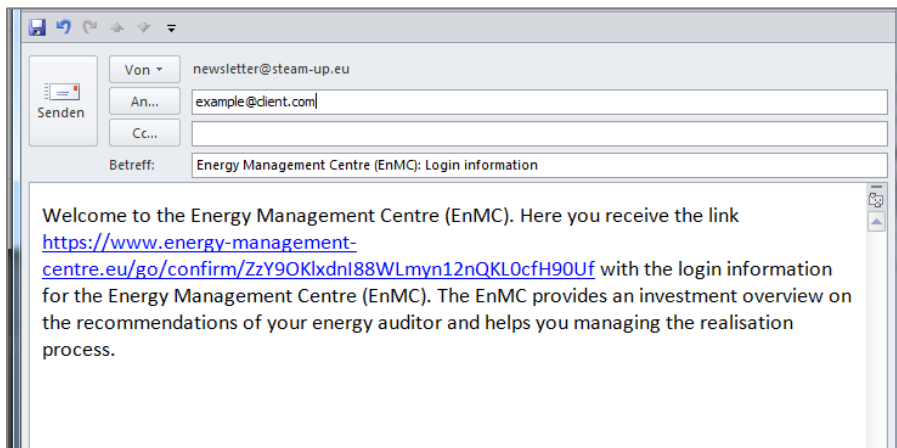 Von
newsletter@steam-up.eu
Senden
An...
example@client.com
Cc...
Betreff:
Energy Management Centre (EnMC): Login information
Welcome to the Energy Management Centre (EnMC). Here you receive the link
https://www.energy-management-
centre.eu/go/confirm/ZzY9OKlxdnI88WLmyn12nQKL0cfH90Uf with the login information
for the Energy Management Centre (EnMC). The EnMC provides an investment overview on
the recommendations of your energy auditor and helps you managing the realisation
process.